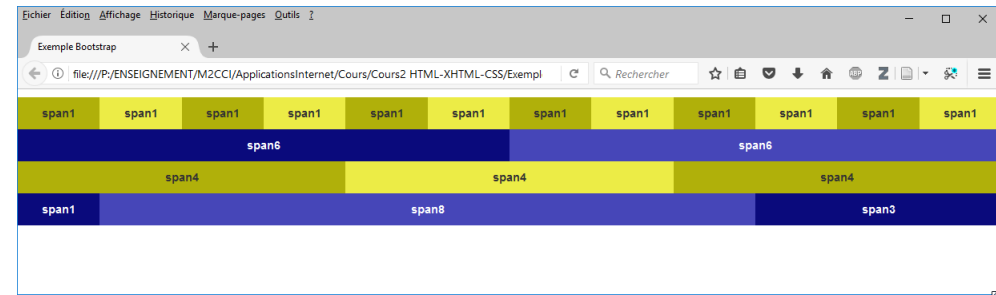 Fichier Édition Affichage Historique Marque-pages Outils ?
Exemple Bootstrap
file:///P:/ENSEIGNEMENT/M2CCI/ApplicationsInternet/Cours/Cours2 HTML-XHTML-CSS/Exempl
Rechercher
span1 span1 span1 span1 span1 span1 span1 span1 span1 span1 span1 span1
span6 span6
span4 span4 span4
span1 span8 span3